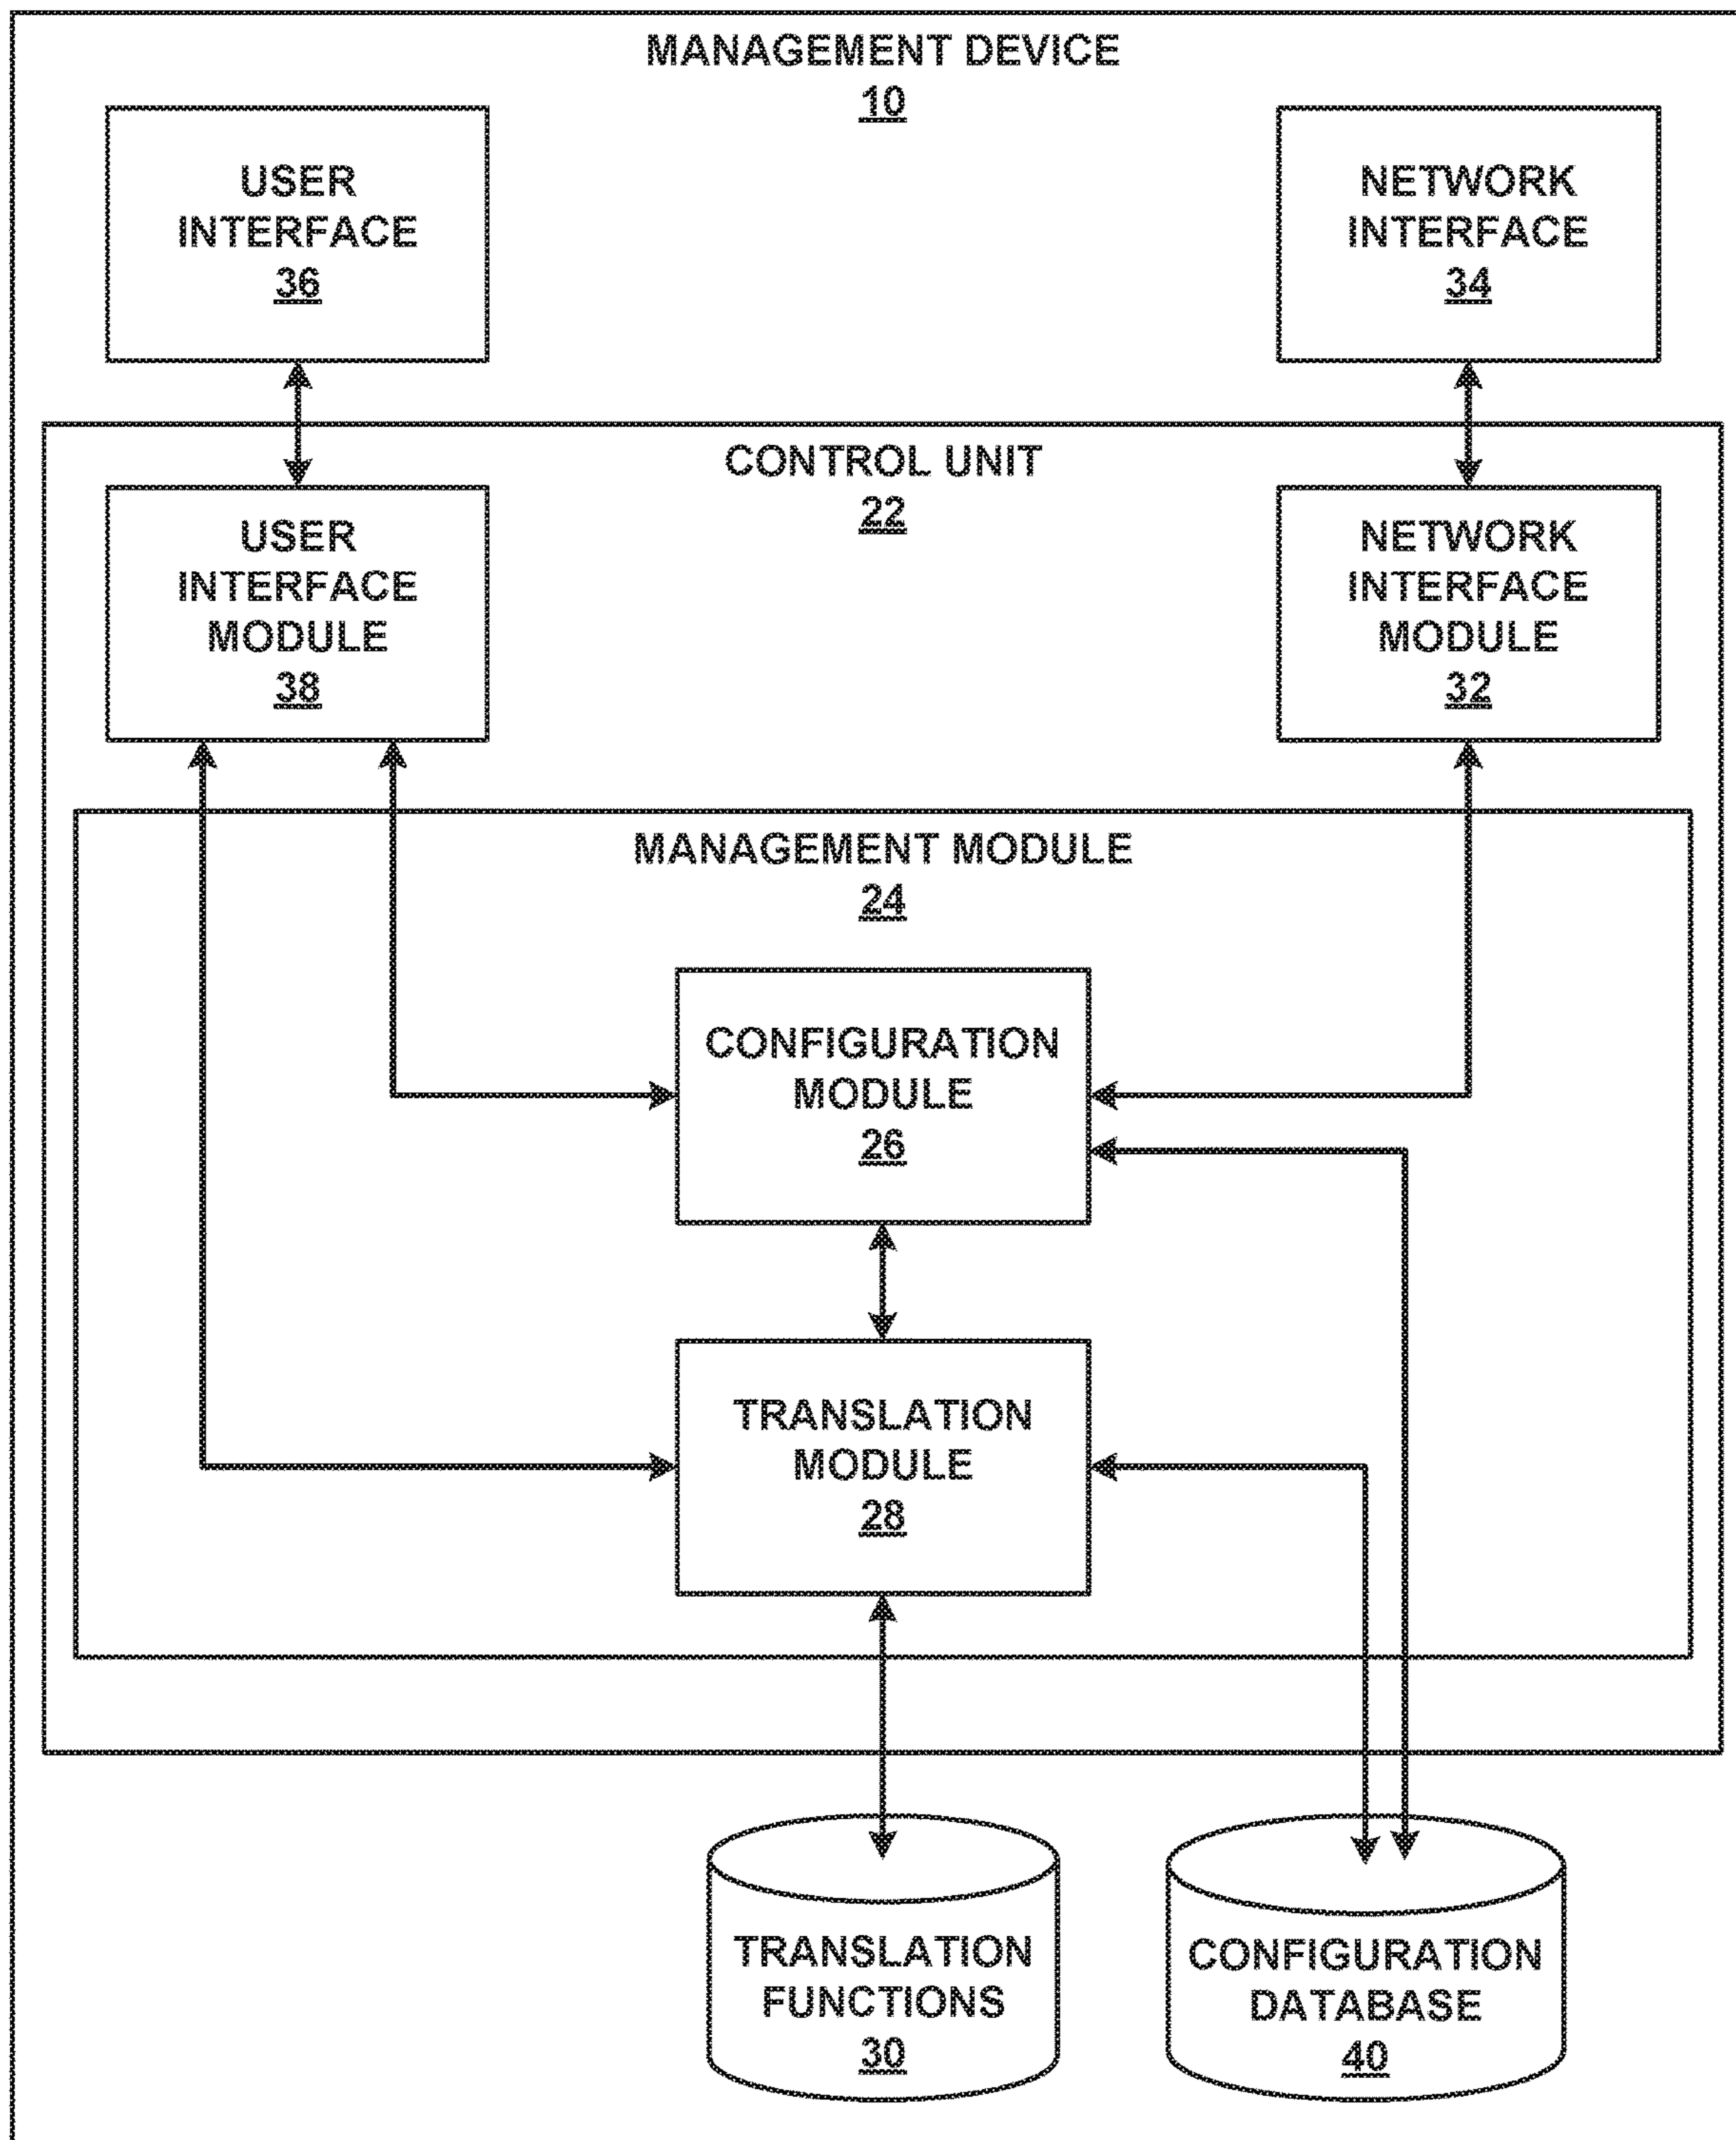 MANAGEMENT DEVICE
10
USER
INTERFACE
36
NETWORK
INTERFACE
34
CONTROL UNIT
22
USER
INTERFACE
MODULE
38
NETWORK
INTERFACE
MODULE
32
MANAGEMENT MODULE
24
CONFIGURATION
MODULE
26
TRANSLATION
MODULE
28
TRANSLATION
FUNCTIONS
30
CONFIGURATION
DATABASE
40